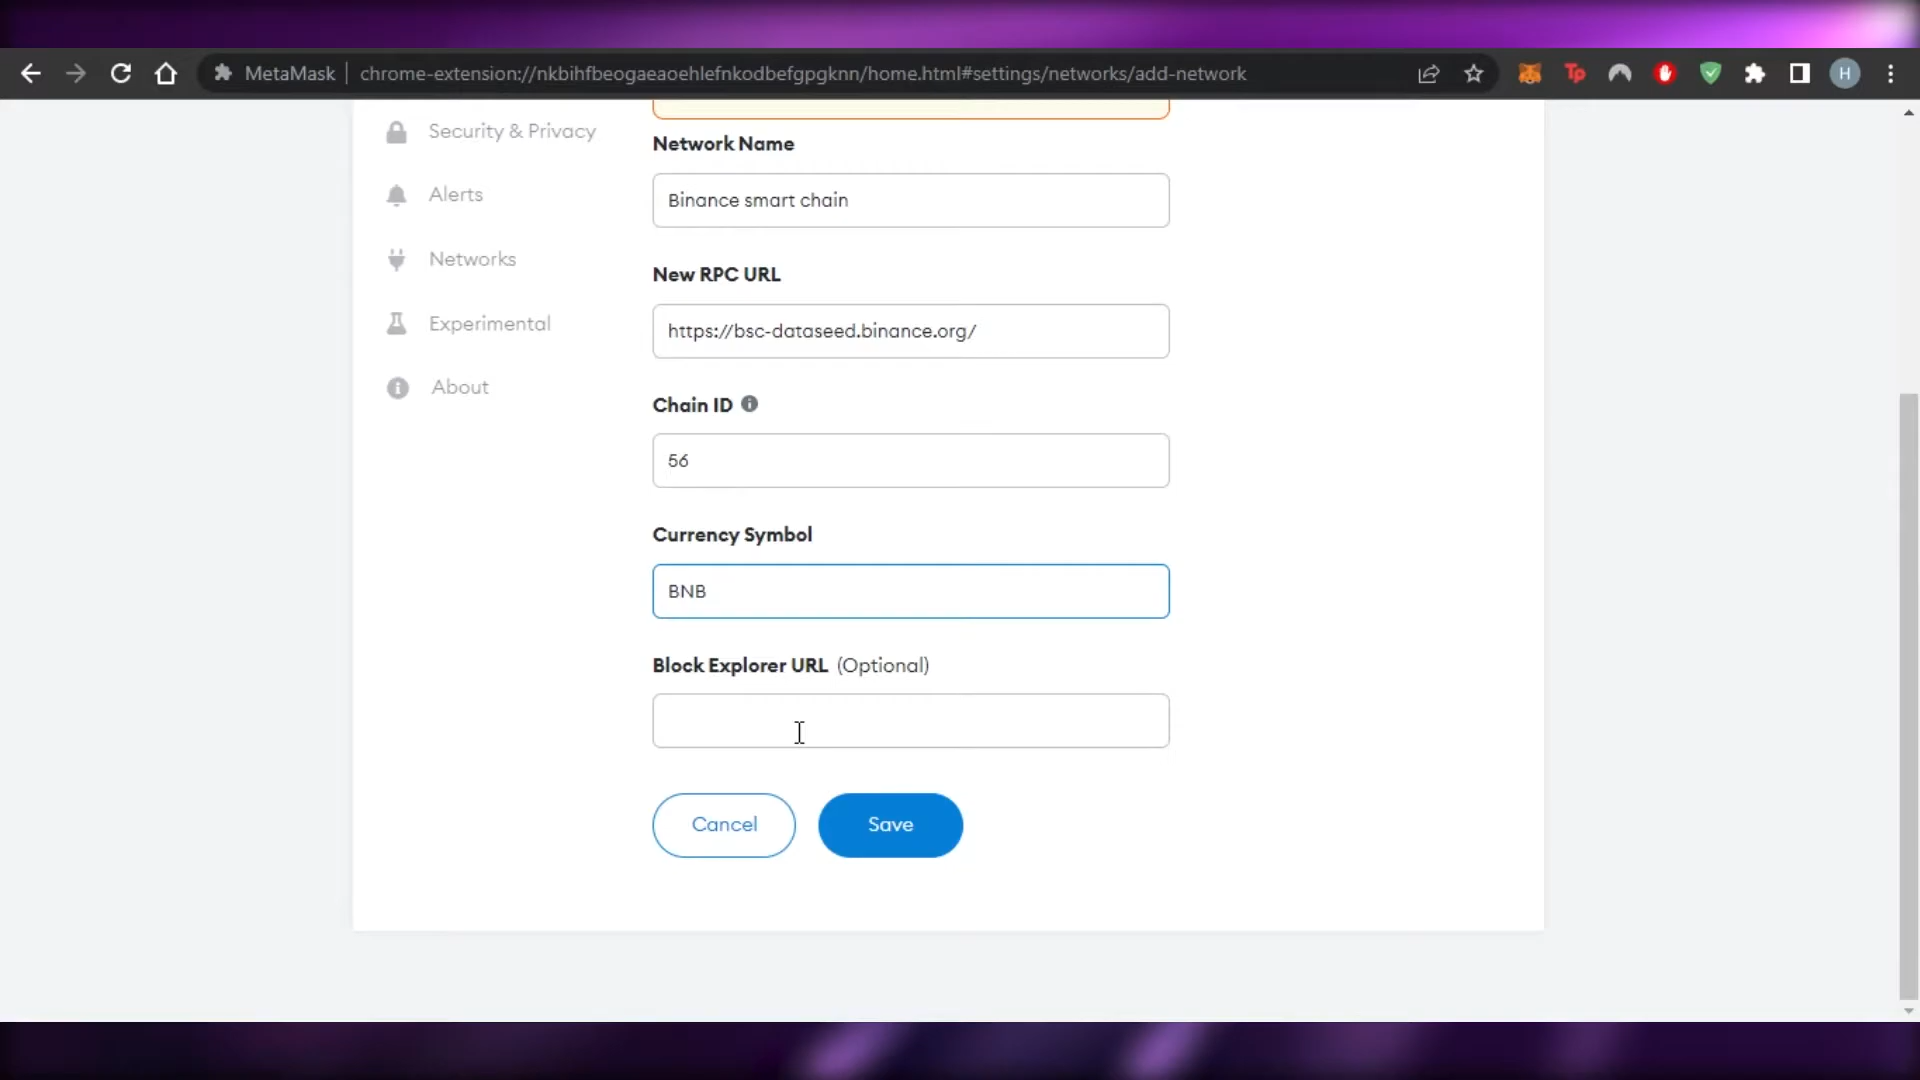 MetaMask
chrome-extension://nkbihfbeogaeaoehlefnkodbefgpgknn/home.html#settings/networks/add-network
Tp
H
Security & Privacy
Alerts
Networks
Experimental
About
Network Name
Binance smart chain
New RPC URL
https://bsc-dataseed.binance.org/
Chain ID
56
Currency Symbol
BNB
Block Explorer URL (Optional)
Cancel
Save